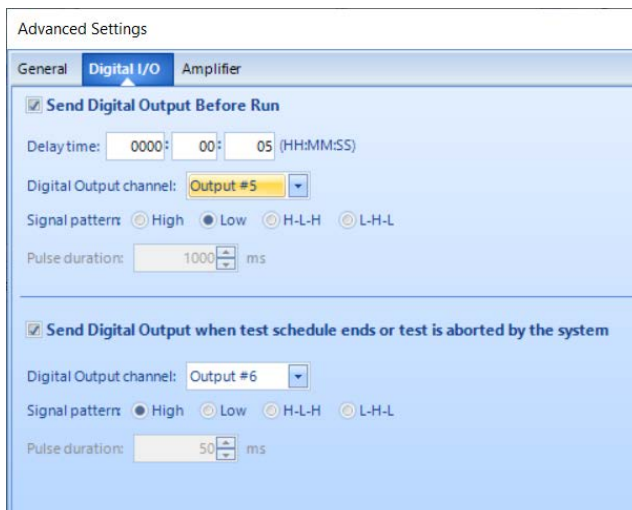 Advanced Settings
General Digital I/O Amplifier
Send Digital Output Before Run
Delay time: 0000: 00: 05 (HH:MM:SS)
Digital Output channel: Output #5
Signal pattern: High Low H-L-H L-H-L
Pulse duration: 1000 ms
Send Digital Output when test schedule ends or test is aborted by the system
Digital Output channel: Output #6
Signal pattern: High Low H-L-H L-H-L
Pulse duration: 50 ms